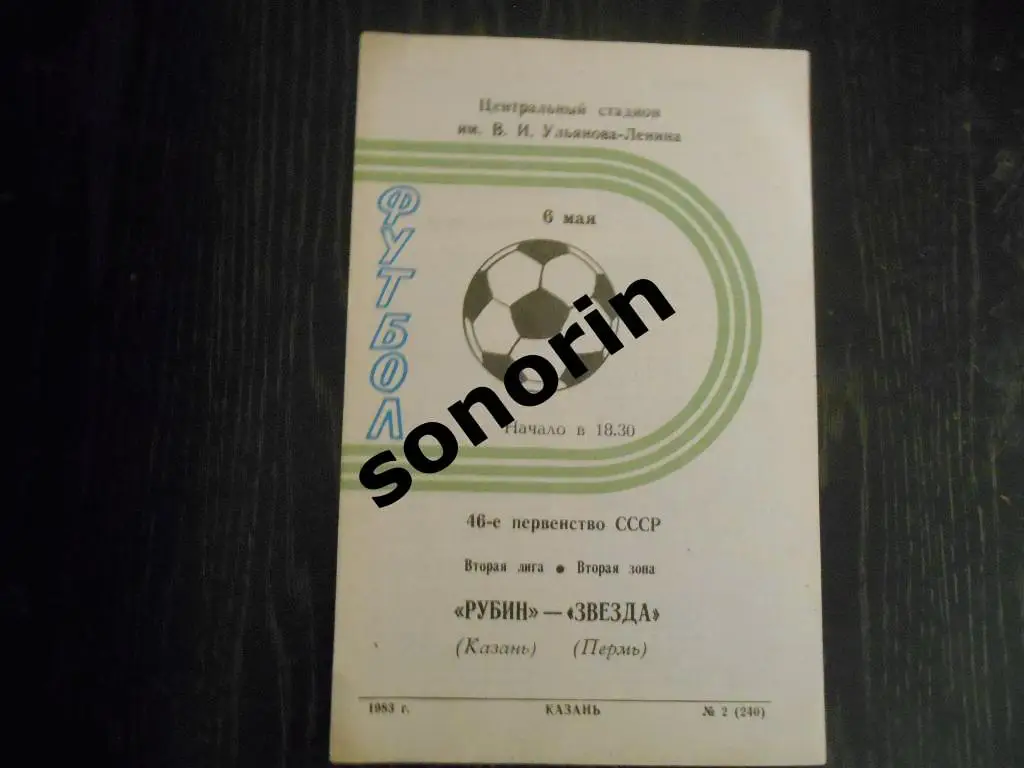 Центральный стадион
им. В. И. Ульянова-Ленина
ФУТБОЛ
6 мая
Начало в 18.30
sonorin
46-е первенство СССР
Вторая лига ● Вторая зона
«РУБИН» — «ЗВЕЗДА»
(Казань) (Пермь)
1983 г. КАЗАНЬ № 2 (240)